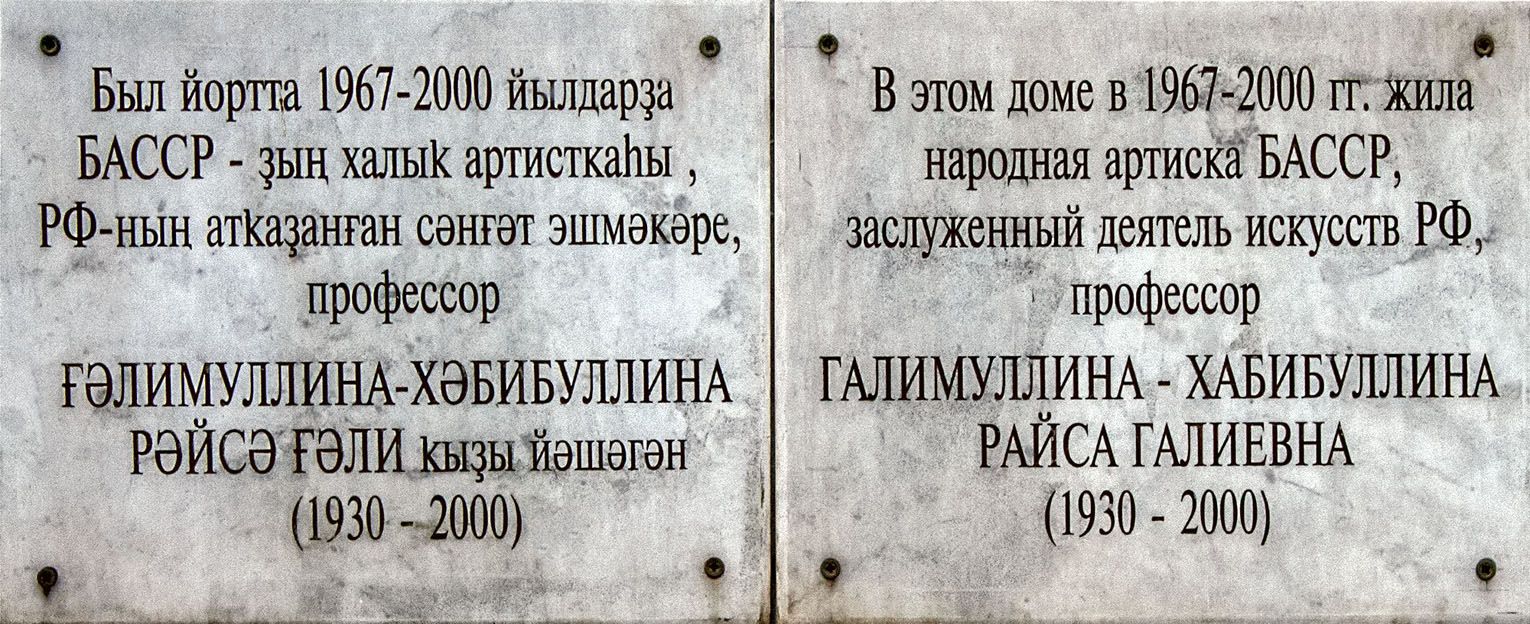 Был йортта 1967-2000 йылдарҙа
БАССР - ҙың халыҡ артисткаһы ,
РФ-ның атҡаҙанған сәнғәт эшмәкәре,
профессор
ҒӘЛИМУЛЛИНА-ХӘБИБУЛЛИНА
РӘЙСӘ ҒӘЛИ ҡыҙы йәшәгән
(1930 - 2000)
В этом доме в 1967-2000 гг. жила
народная артиска БАССР,
заслуженный деятель искусств РФ,
профессор
ГАЛИМУЛЛИНА - ХАБИБУЛЛИНА
РАЙСА ГАЛИЕВНА
(1930 - 2000)